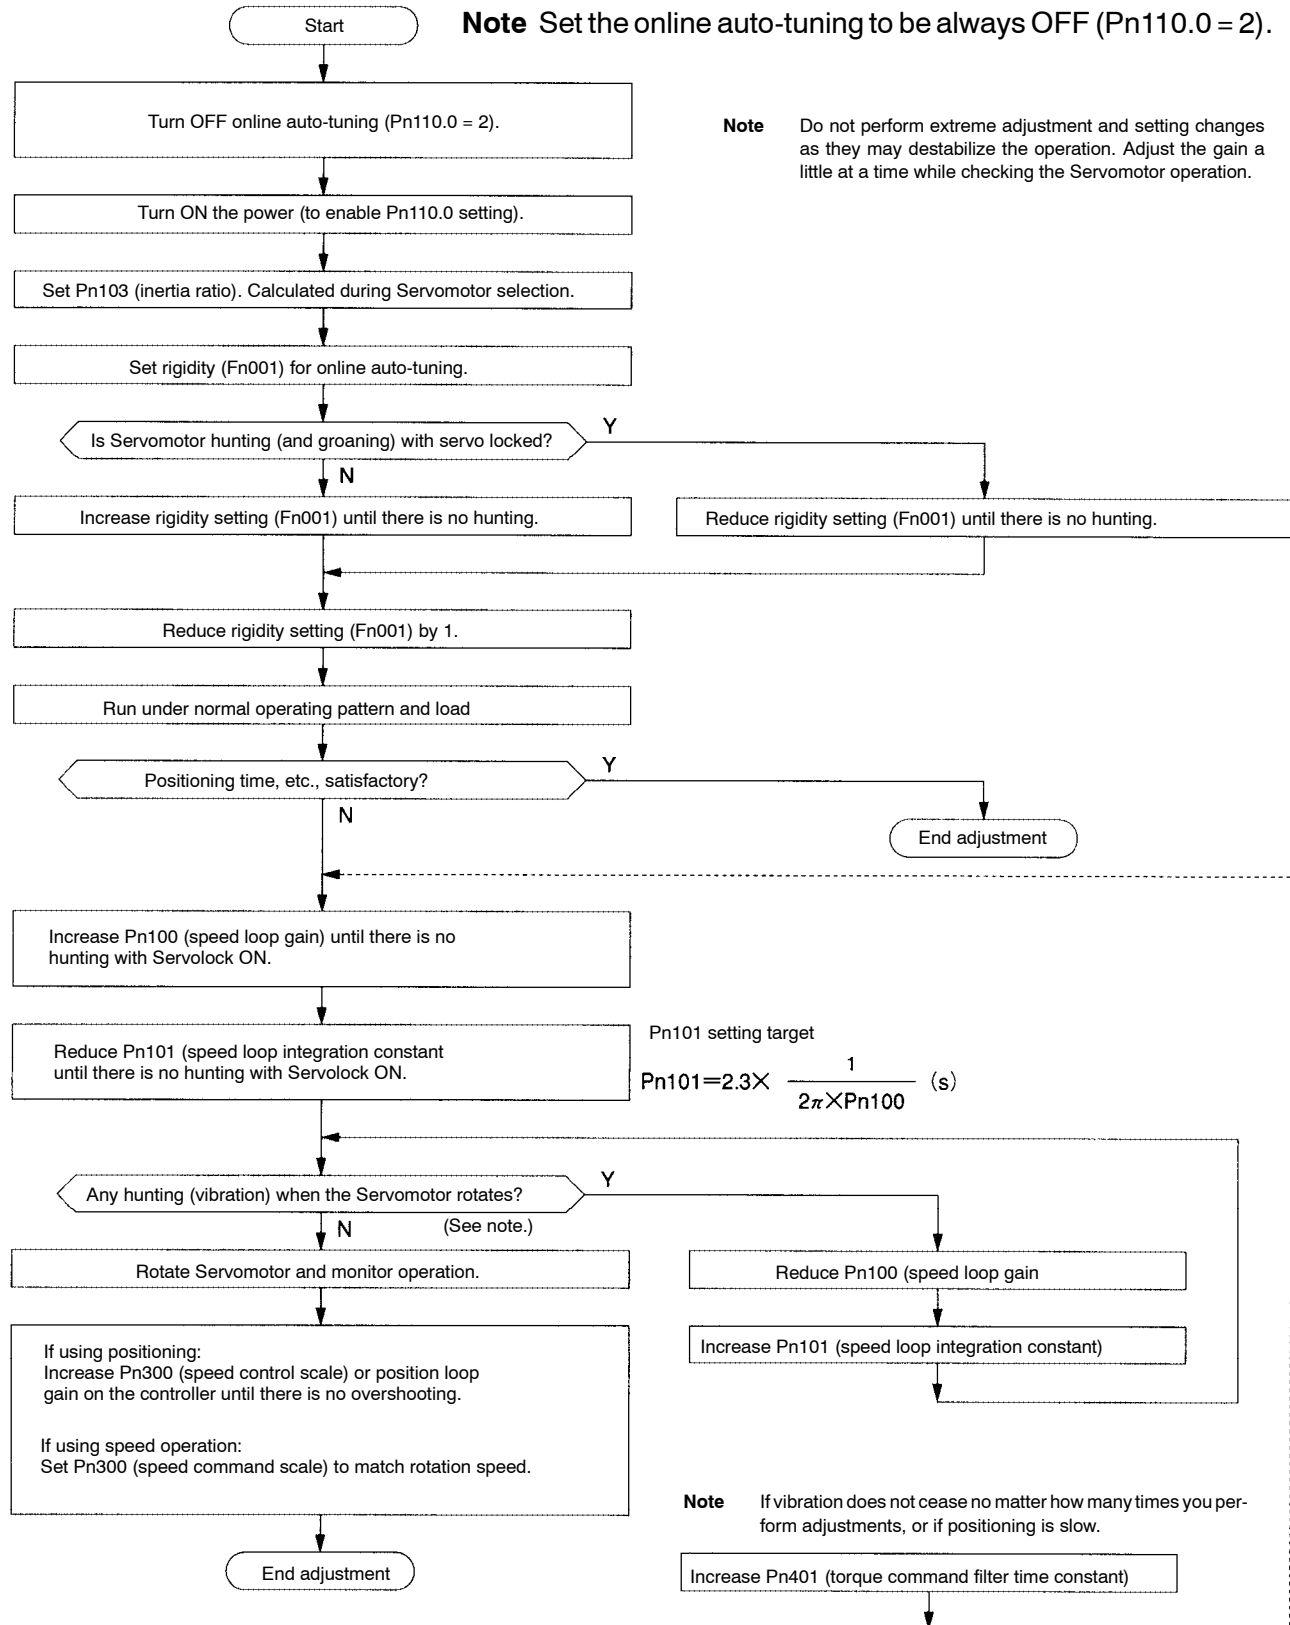 Start
Note Set the online auto-tuning to be always OFF (Pn110.0 = 2).
Turn OFF online auto-tuning (Pn110.0 = 2).
Note Do not perform extreme adjustment and setting changes
as they may destabilize the operation. Adjust the gain a
little at a time while checking the Servomotor operation.
Turn ON the power (to enable Pn110.0 setting).
Set Pn103 (inertia ratio). Calculated during Servomotor selection.
Set rigidity (Fn001) for online auto-tuning.
Is Servomotor hunting (and groaning) with servo locked?
Y
N
Increase rigidity setting (Fn001) until there is no hunting.
Reduce rigidity setting (Fn001) until there is no hunting.
Reduce rigidity setting (Fn001) by 1.
Run under normal operating pattern and load
Positioning time, etc., satisfactory?
Y
N
End adjustment
Increase Pn100 (speed loop gain) until there is no
hunting with Servolock ON.
Reduce Pn101 (speed loop integration constant
until there is no hunting with Servolock ON.
Pn101 setting target
Pn101=2.3× 1 / 2π×Pn100 (s)
Any hunting (vibration) when the Servomotor rotates?
Y
N
(See note.)
Rotate Servomotor and monitor operation.
Reduce Pn100 (speed loop gain
Increase Pn101 (speed loop integration constant)
If using positioning:
Increase Pn300 (speed control scale) or position loop
gain on the controller until there is no overshooting.
If using speed operation:
Set Pn300 (speed command scale) to match rotation speed.
Note If vibration does not cease no matter how many times you per-
form adjustments, or if positioning is slow.
End adjustment
Increase Pn401 (torque command filter time constant)